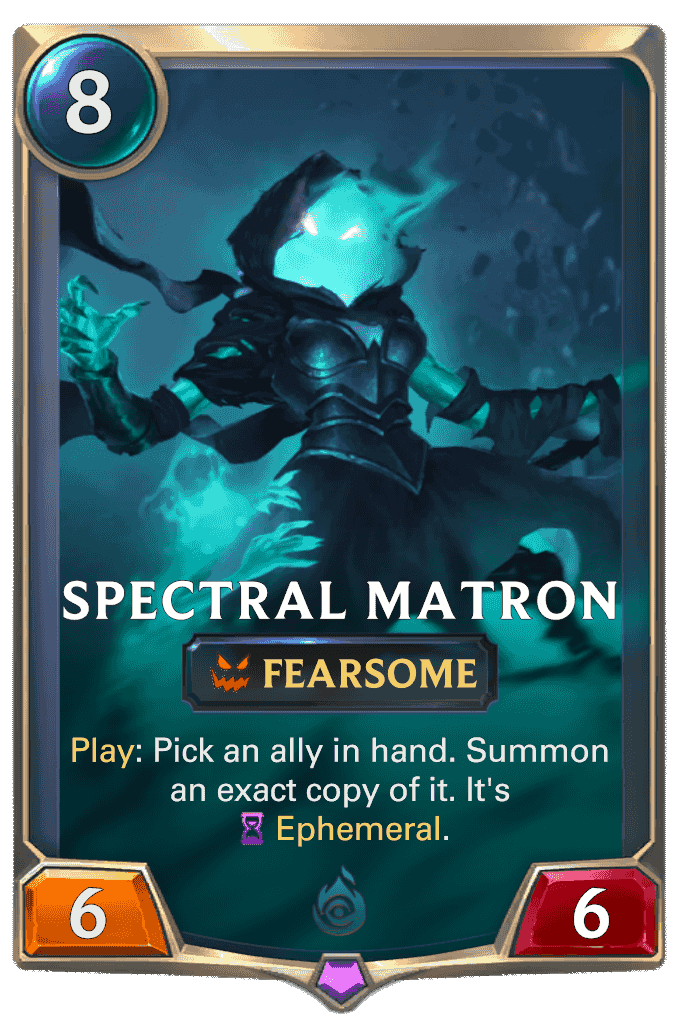 8
SPECTRAL MATRON
FEARSOME
Play: Pick an ally in hand. Summon
an exact copy of it. It's
Ephemeral.
6
6